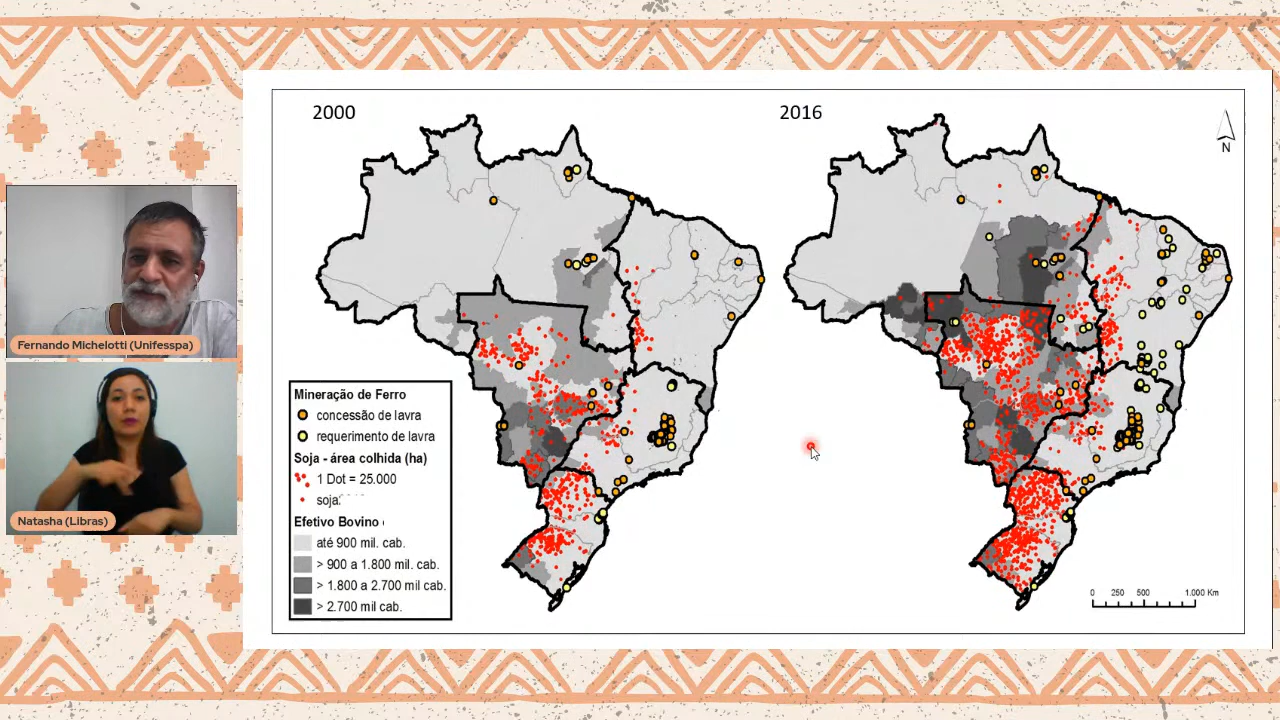 2000
2016
N
Fernando Michelotti (Unifesspa)
Natasha (Libras)
Mineração de Ferro
concessão de lavra
requerimento de lavra
Soja - área colhida (ha)
1 Dot = 25.000
soja:
Efetivo Bovino
até 900 mil. cab.
> 900 a 1.800 mil. cab.
> 1.800 a 2.700 mil cab.
> 2.700 mil cab.
0 250 500 1.000 Km